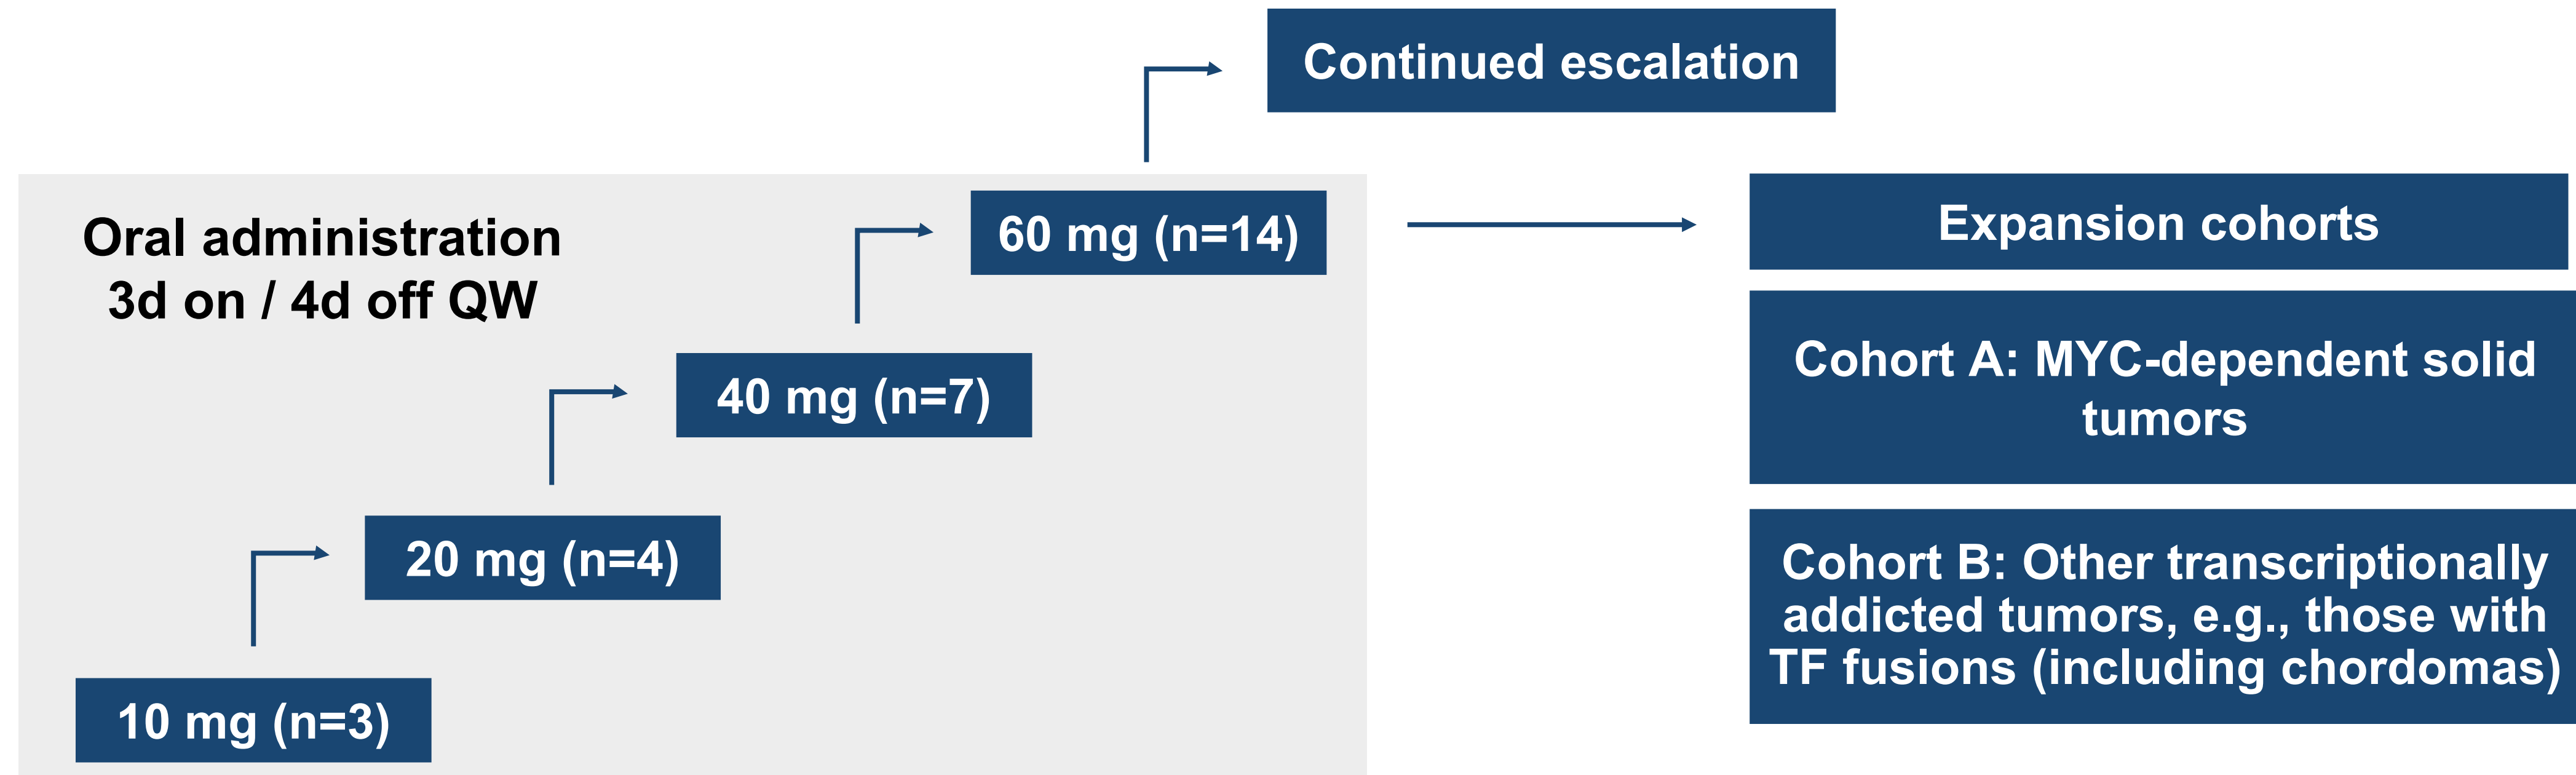 Continued escalation
Oral administration
3d on / 4d off QW
60 mg (n=14)
40 mg (n=7)
20 mg (n=4)
10 mg (n=3)
Expansion cohorts
Cohort A: MYC-dependent solid
tumors
Cohort B: Other transcriptionally
addicted tumors, e.g., those with
TF fusions (including chordomas)